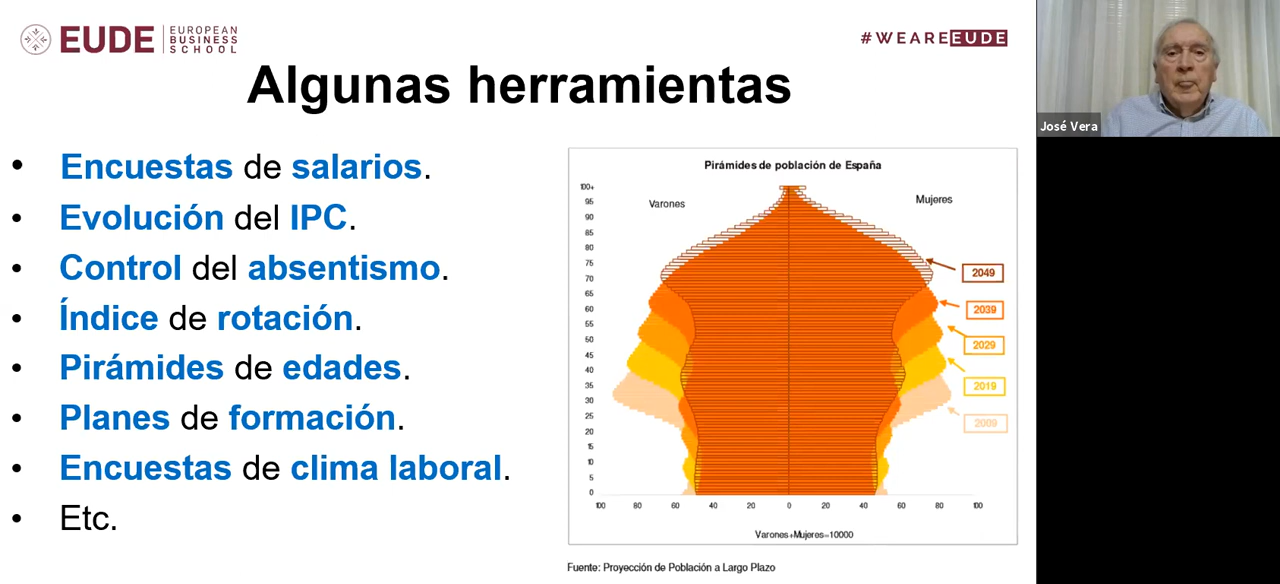 EUDE EUROPEAN
BUSINESS
SCHOOL
#WEAREEUDE
Algunas herramientas
• Encuestas de salarios.
• Evolución del IPC.
• Control del absentismo.
• Índice de rotación.
• Pirámides de edades.
• Planes de formación.
• Encuestas de clima laboral.
• Etc.
Pirámides de población de España
Varones
Mujeres
100+
95
90
85
80
75
70
65
60
55
50
45
40
35
30
25
20
15
10
5
0
2049
2039
2029
2019
2009
100 80 60 40 20 0 20 40 60 80 100
Varones+Mujeres=10000
Fuente: Proyección de Población a Largo Plazo
José Vera